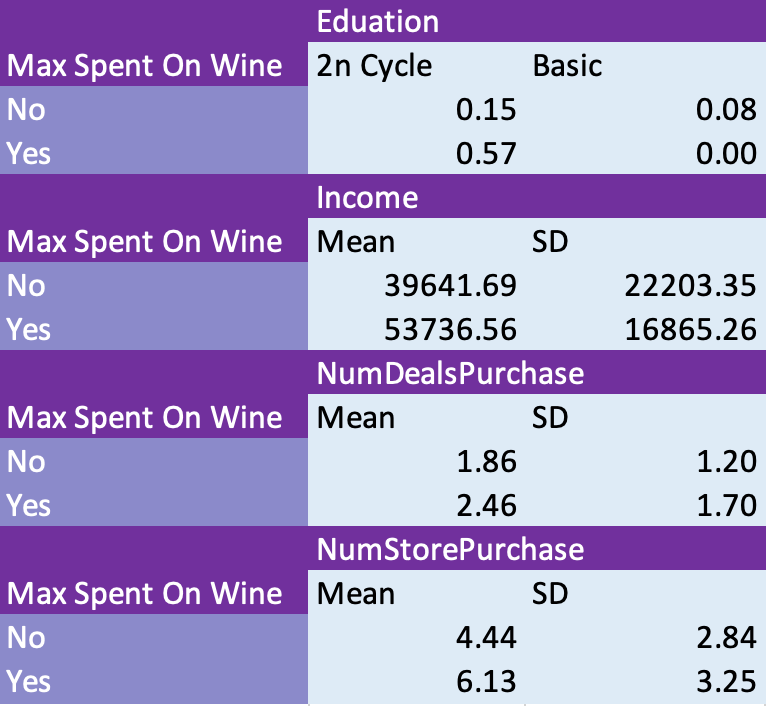 Eduation
Max Spent On Wine 2n Cycle Basic
No 0.15 0.08
Yes 0.57 0.00
Income
Max Spent On Wine Mean SD
No 39641.69 22203.35
Yes 53736.56 16865.26
NumDealsPurchase
Max Spent On Wine Mean SD
No 1.86 1.20
Yes 2.46 1.70
NumStorePurchase
Max Spent On Wine Mean SD
No 4.44 2.84
Yes 6.13 3.25